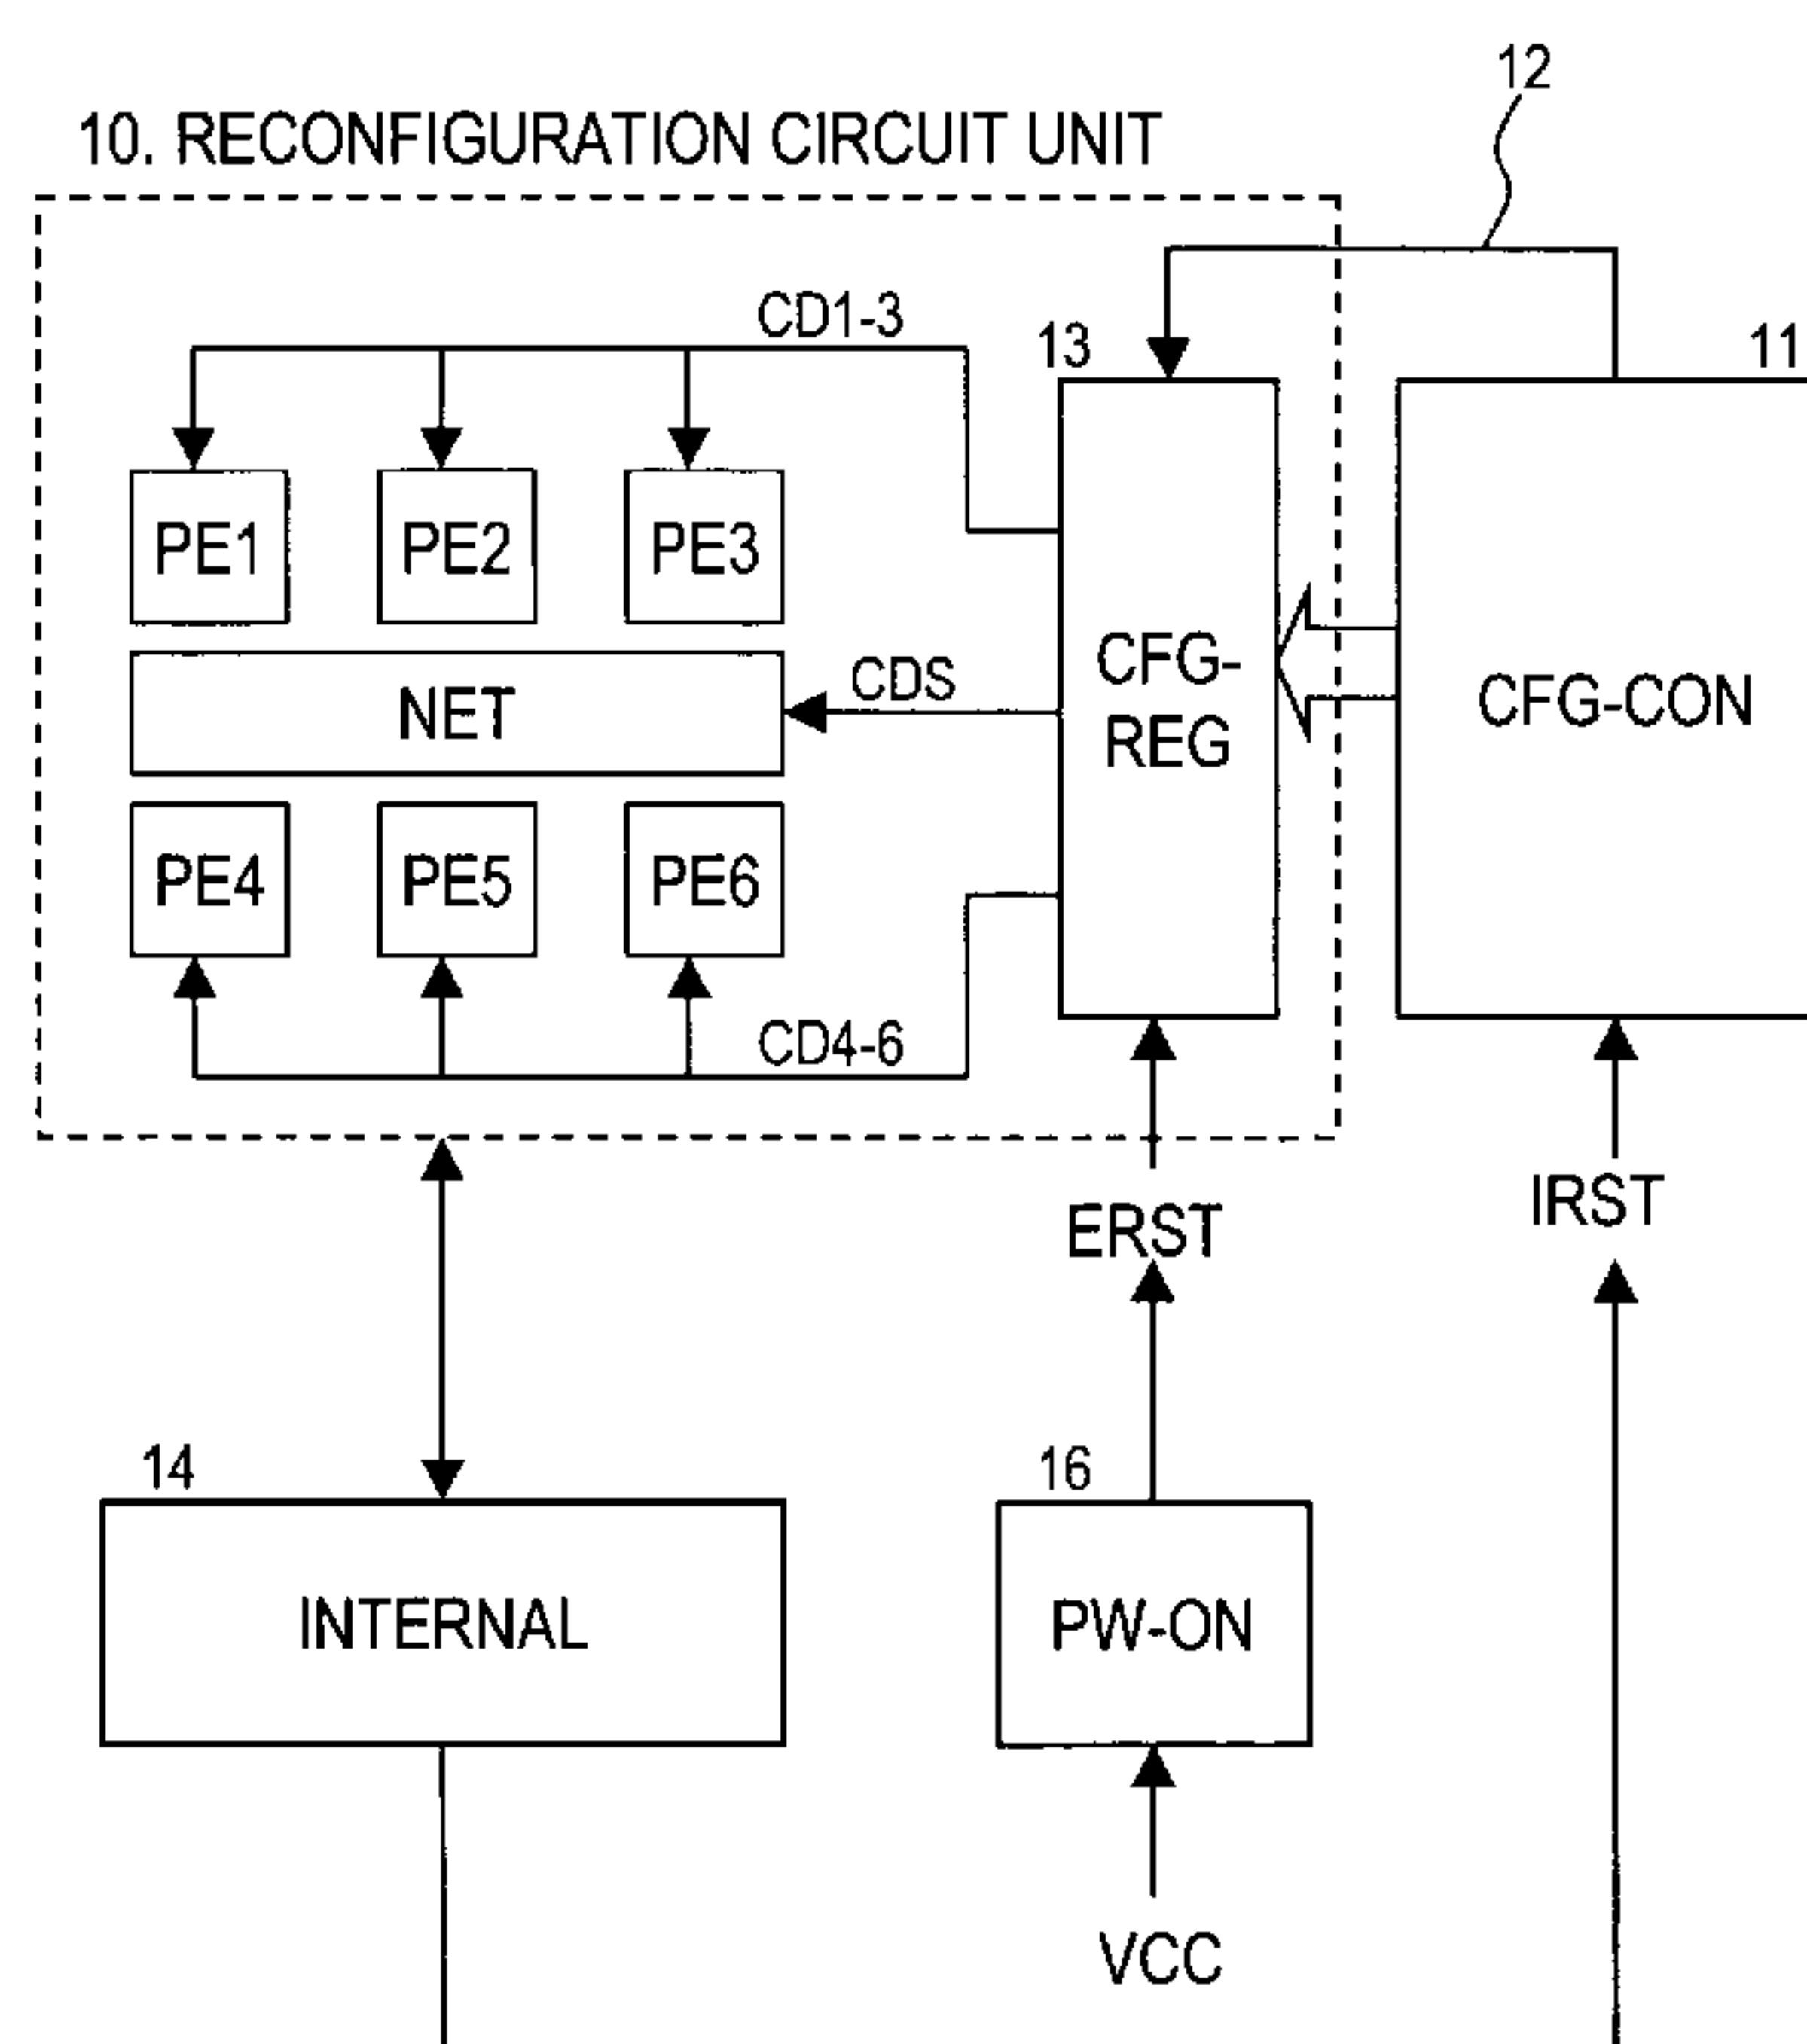 12
10. RECONFIGURATION CIRCUIT UNIT
CD1-3
13
11
PE1
PE2
PE3
CFG-
REG
CFG-CON
CDS
NET
PE4
PE5
PE6
CD4-6
ERST
IRST
14
16
INTERNAL
PW-ON
VCC